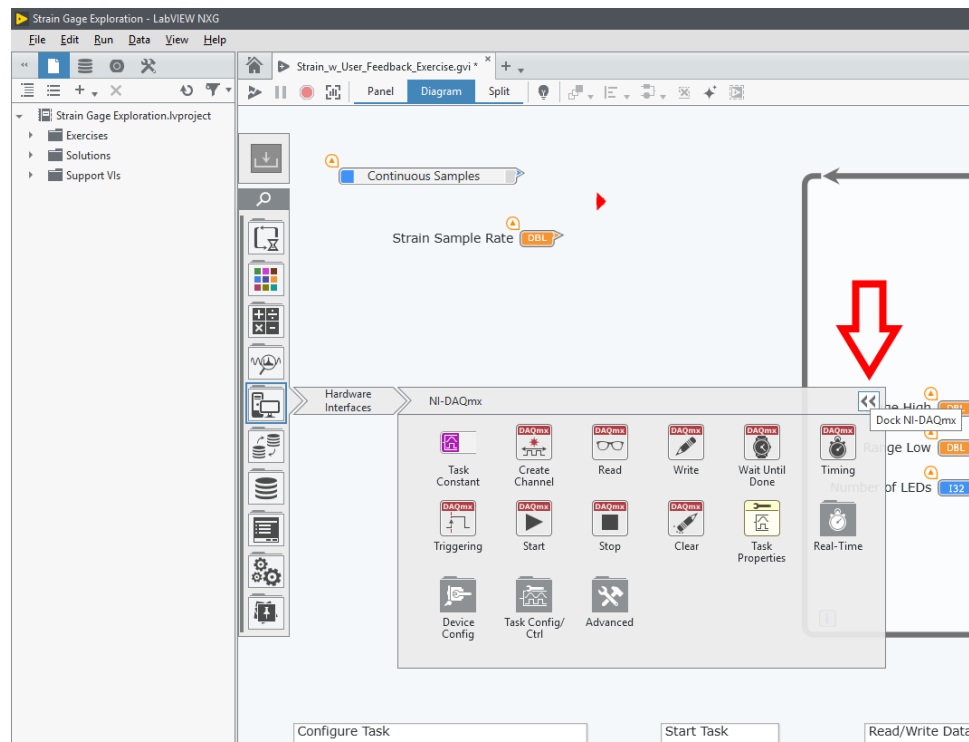 Strain Gage Exploration - LabVIEW NXG
File Edit Run Data View Help
Strain_w_User_Feedback_Exercise.gvi *
Panel Diagram Split
Strain Gage Exploration.lvproject
Exercises
Solutions
Support VIs
Continuous Samples
Strain Sample Rate DBL
Hardware
Interfaces
NI-DAQmx
High DBL
Dock NI-DAQmx
Range Low DBL
Number of LEDs I32
DAQmx DAQmx DAQmx DAQmx DAQmx
Task
Constant
Create
Channel
Read
Write
Wait Until
Done
Timing
DAQmx DAQmx DAQmx DAQmx
Triggering
Start
Stop
Clear
Task
Properties
Real-Time
Device
Config
Task Config/
Ctrl
Advanced
i
Configure Task
Start Task
Read/Write Data